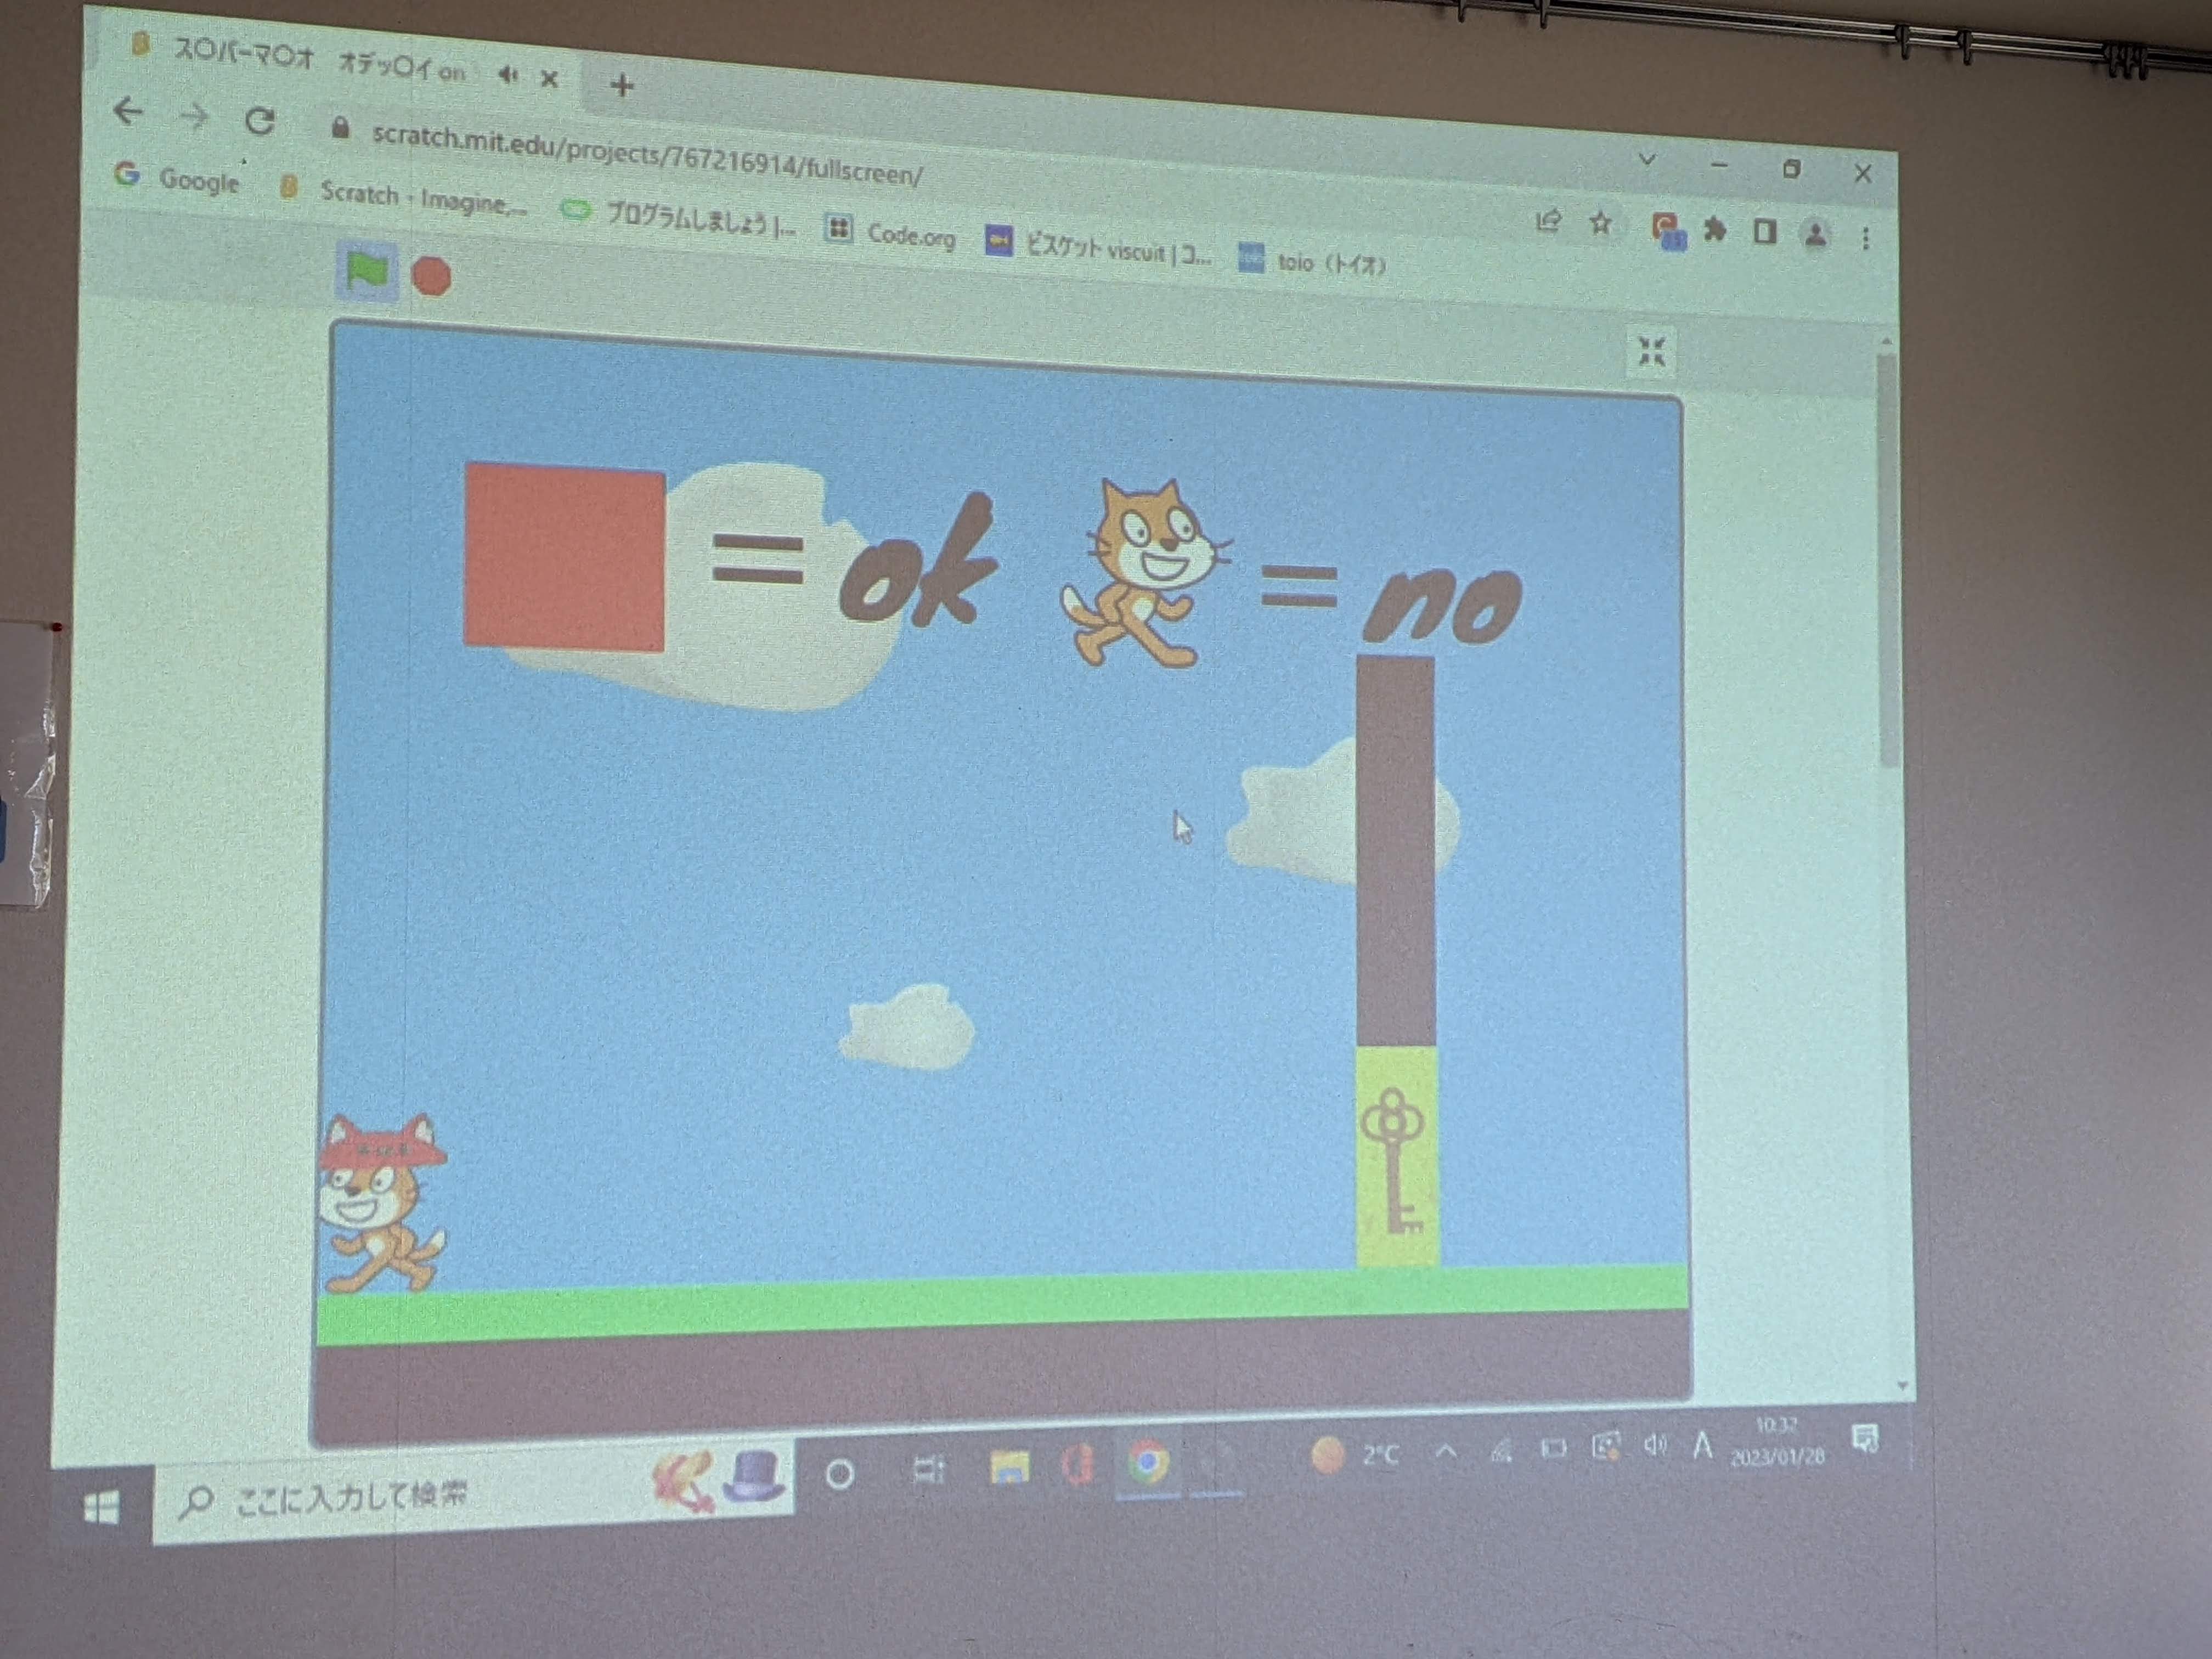 ス〇パーマ〇オ オデッ〇イ on
scratch.mit.edu/projects/767216914/fullscreen/
Google Scratch - Imagine,... プログラムしましょう |... Code.org ビスケット viscuit | コ... toio（トイオ）
= ok = no
ここに入力して検索
2°C A 10:32
2023/01/28